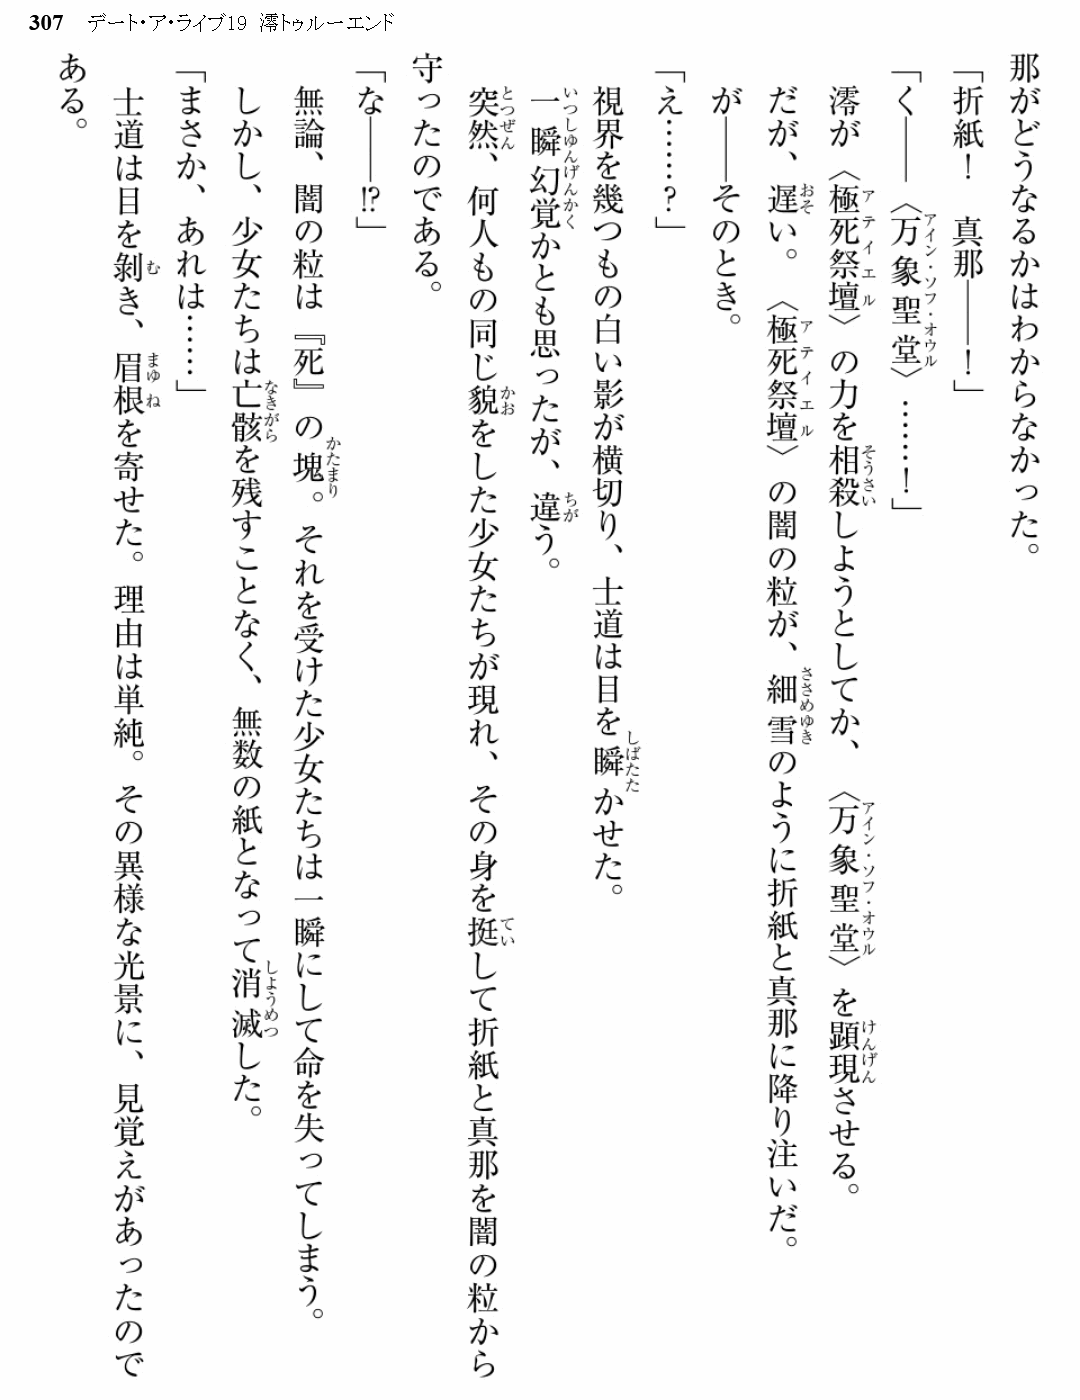 307 デート・ア・ライブ19 澪トゥルーエンド
那がどうなるかはわからなかった。
「折紙！　真那――！」
「く――〈万象聖堂〉……！」
澪が〈極死祭壇〉の力を相殺しようとしてか、〈万象聖堂〉を顕現させる。
だが、遅い。〈極死祭壇〉の闇の粒が、細雪のように折紙と真那に降り注いだ。
が――そのとき。
「え……？」
視界を幾つもの白い影が横切り、士道は目を瞬かせた。
一瞬幻覚かとも思ったが、違う。
突然、何人もの同じ貌をした少女たちが現れ、その身を挺して折紙と真那を闇の粒から
守ったのである。
「な――!?」
無論、闇の粒は『死』の塊。それを受けた少女たちは一瞬にして命を失ってしまう。
しかし、少女たちは亡骸を残すことなく、無数の紙となって消滅した。
「まさか、あれは……」
士道は目を剝き、眉根を寄せた。理由は単純。その異様な光景に、見覚えがあったので
ある。